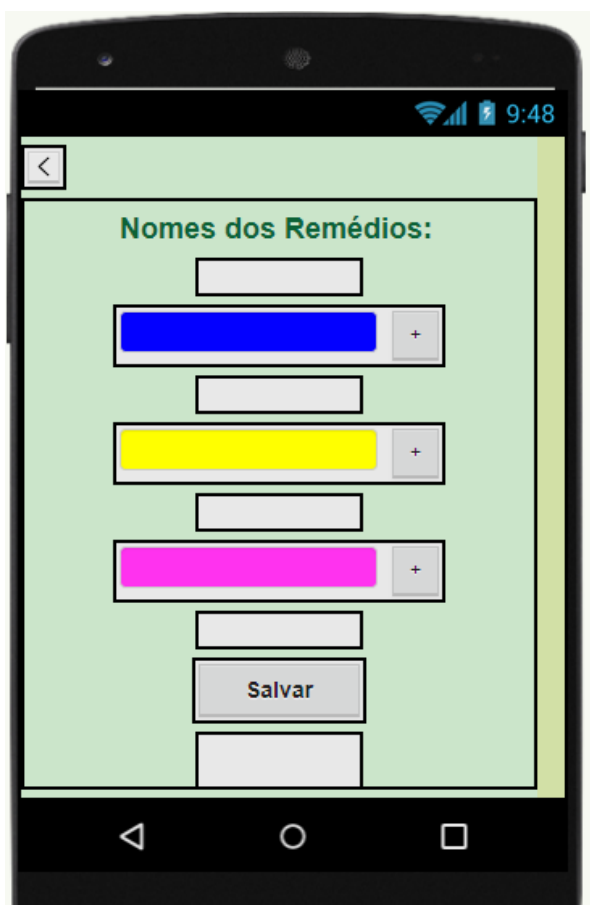 9:48
<
Nomes dos Remédios:
+
+
+
Salvar